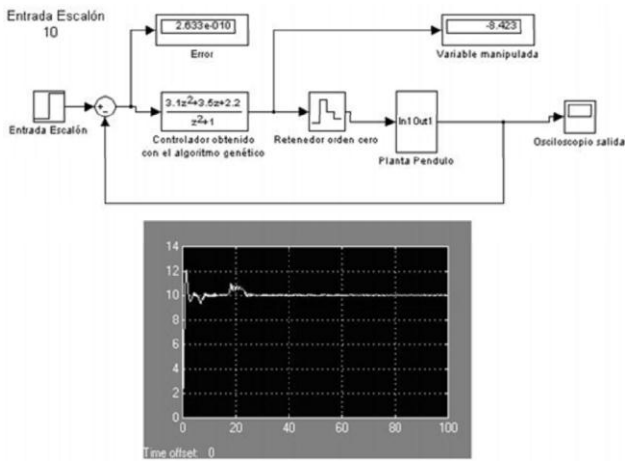 Entrada Escalón
10
2.633e-010
Error
-8.423
Variable manipulada
Entrada Escalón
3.1z2+3.5z+2.2
z2+1
Controlador obtenido
con el algoritmo genético
Retenedor orden cero
In1 Out1
Planta Pendulo
Osciloscopio salida
14
12
10
8
6
4
2
0
0 20 40 60 80 100
Time offset: 0